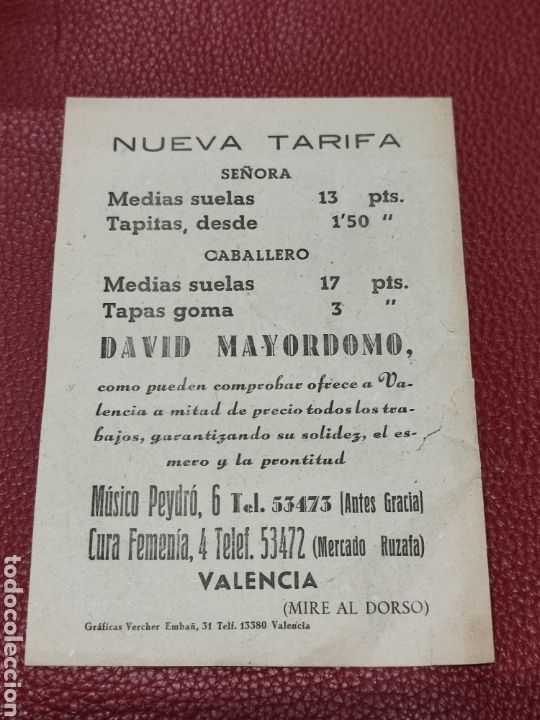 NUEVA TARIFA
SEÑORA
Medias suelas 13 pts.
Tapitas, desde 1'50 "
CABALLERO
Medias suelas 17 pts.
Tapas goma 3 "
DAVID MAYORDOMO,
como pueden comprobar ofrece a Va-
lencia a mitad de precio todos los tra-
bajos, garantizando su solidez, el es-
mero y la prontitud
Músico Peydró, 6 Tel. 53473 (Antes Gracia)
Cura Femenía, 4 Telef. 53472 (Mercado Ruzafa)
VALENCIA
(MIRE AL DORSO)
Gráficas Vercher Embañ, 31 Telf. 13380 Valencia
todocoleccion